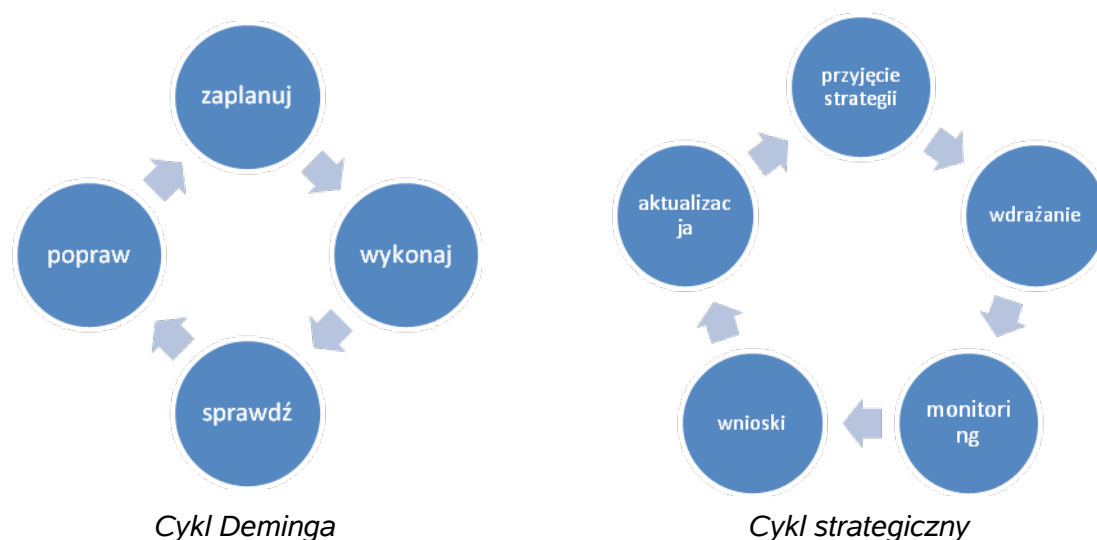 zaplanuj
wykonaj
sprawdź
popraw
Cykl Deminga
przyjęcie
strategii
wdrażanie
monitori
ng
wnioski
aktualizac
ja
Cykl strategiczny